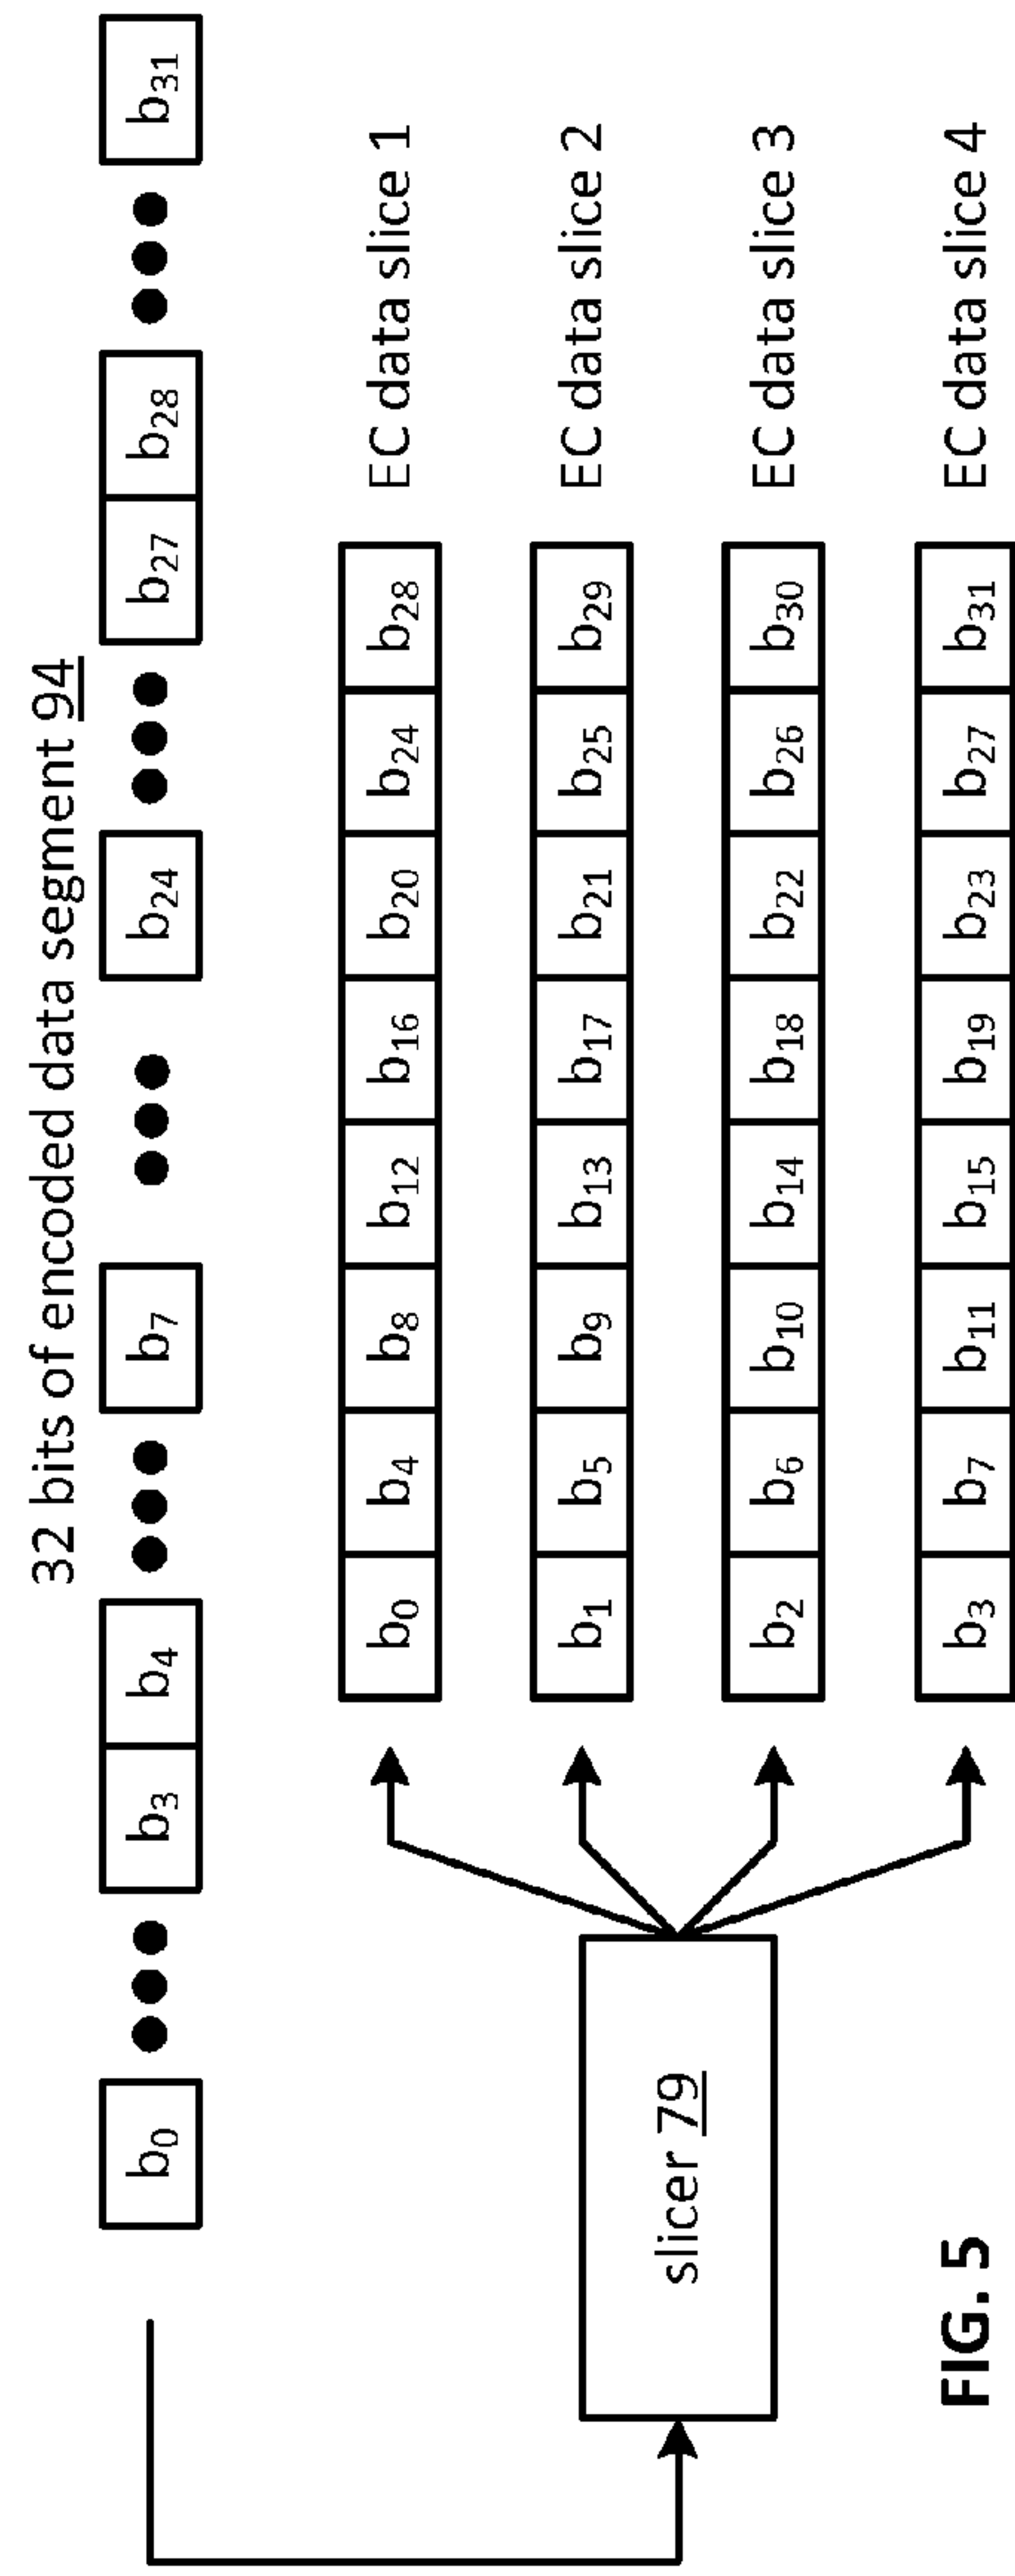 32 bits of encoded data segment 94
b0 ●●● b3 b4 ●●● b7 ●●● b24 ●●● b27 b28 ●●● b31
b0 b4 b8 b12 b16 b20 b24 b28 EC data slice 1
b1 b5 b9 b13 b17 b21 b25 b29 EC data slice 2
slicer 79
b2 b6 b10 b14 b18 b22 b26 b30 EC data slice 3
b3 b7 b11 b15 b19 b23 b27 b31 EC data slice 4
FIG. 5